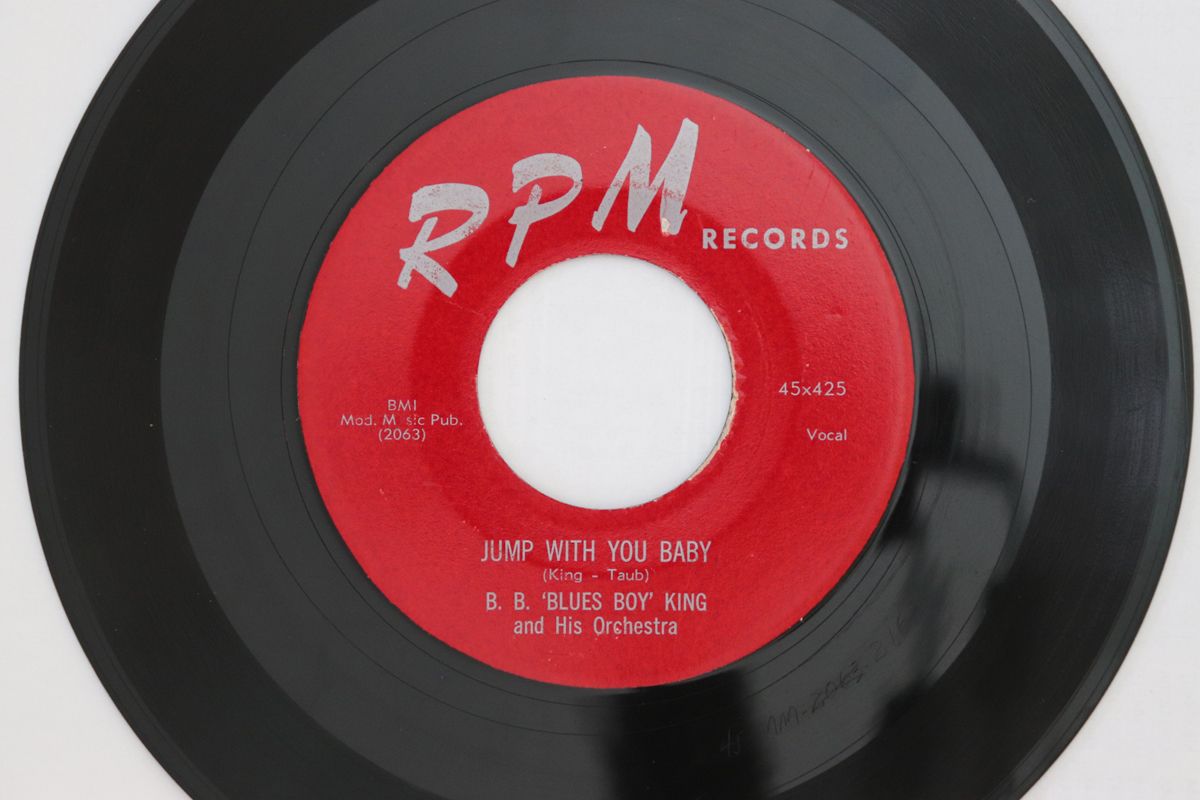 RPM
RECORDS
BMI
Mod. Music Pub.
(2063)
45x425
Vocal
JUMP WITH YOU BABY
(King - Taub)
B. B. 'BLUES BOY' KING
and His Orchestra